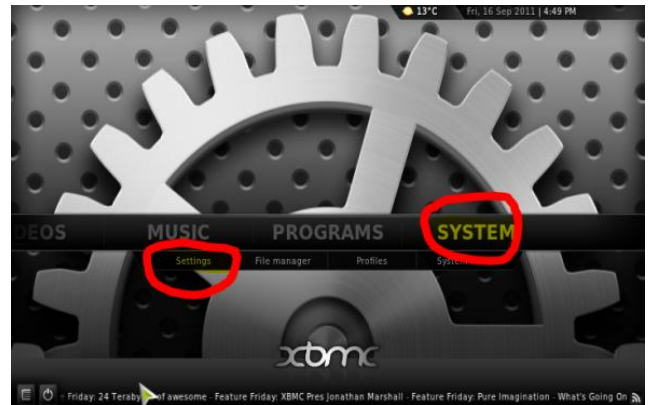 13°C Fri, 16 Sep 2011 | 4:49 PM
DEOS MUSIC PROGRAMS SYSTEM
Settings File manager Profiles System
xbmc
Friday: 24 Teraby of awesome - Feature Friday: XBMC Pres Jonathan Marshall - Feature Friday: Pure Imagination - What's Going On